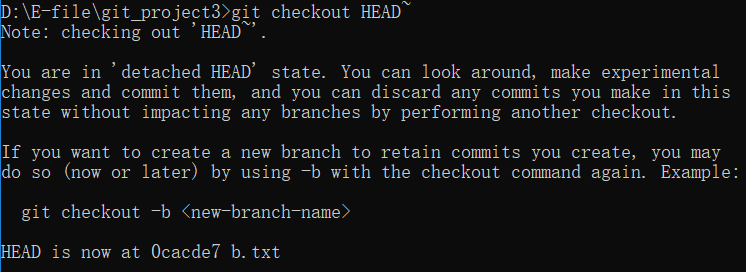 D:\E-file\git_project3>git checkout HEAD~
Note: checking out 'HEAD~'.
You are in 'detached HEAD' state. You can look around, make experimental
changes and commit them, and you can discard any commits you make in this
state without impacting any branches by performing another checkout.
If you want to create a new branch to retain commits you create, you may
do so (now or later) by using -b with the checkout command again. Example:
git checkout -b <new-branch-name>
HEAD is now at 0cacde7 b.txt